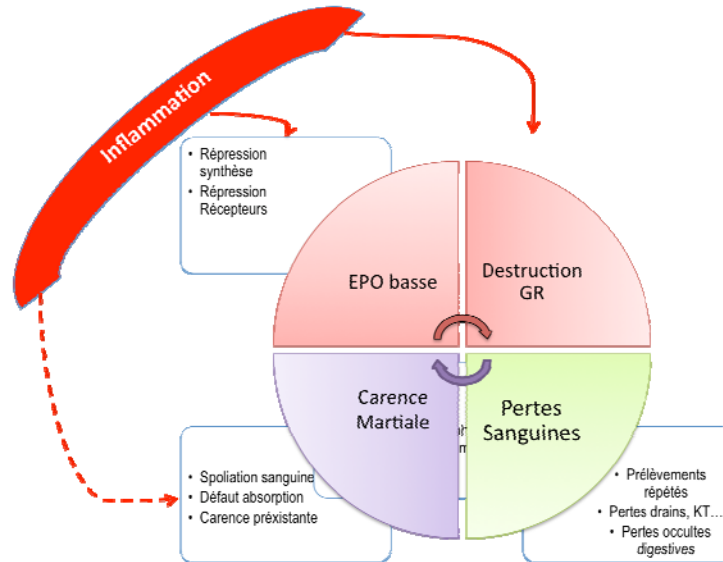 Inflammation
• Répression
synthèse
• Répression
Récepteurs
EPO basse
Destruction
GR
Carence
Martiale
Pertes
Sanguines
• Spoliation sanguine
• Défaut absorption
• Carence préxistante
• Prélèvements
répétés
• Pertes drains, KT…
• Pertes occultes
digestives